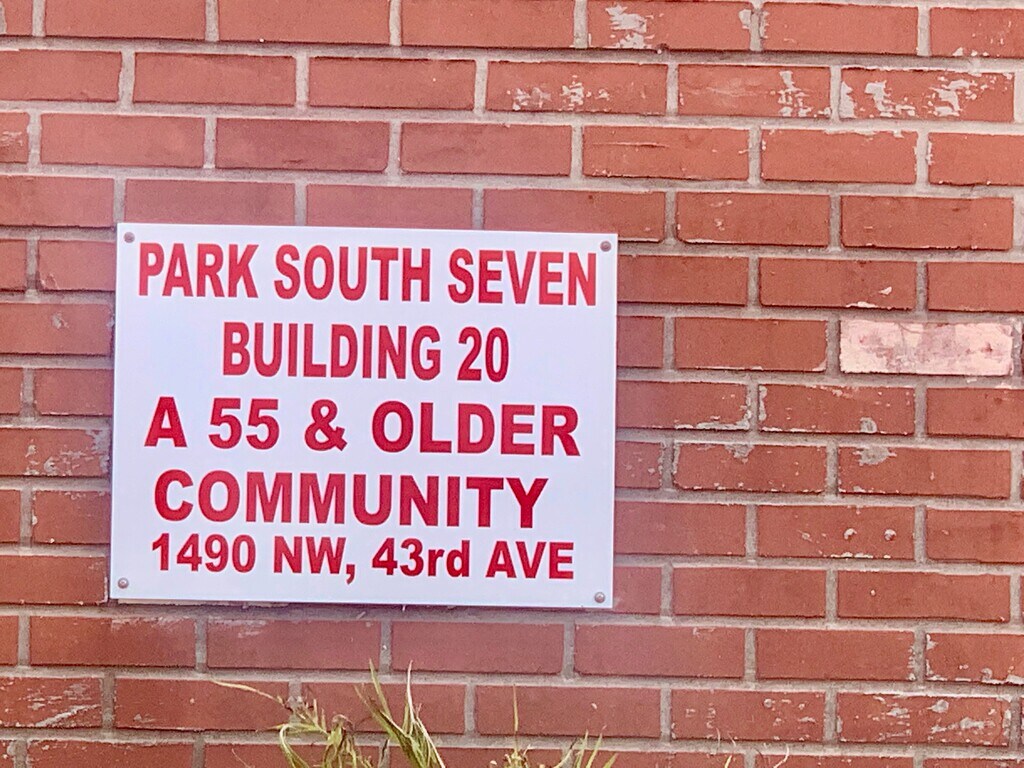 PARK SOUTH SEVEN
BUILDING 20
A 55 & OLDER
COMMUNITY
1490 NW, 43rd AVE